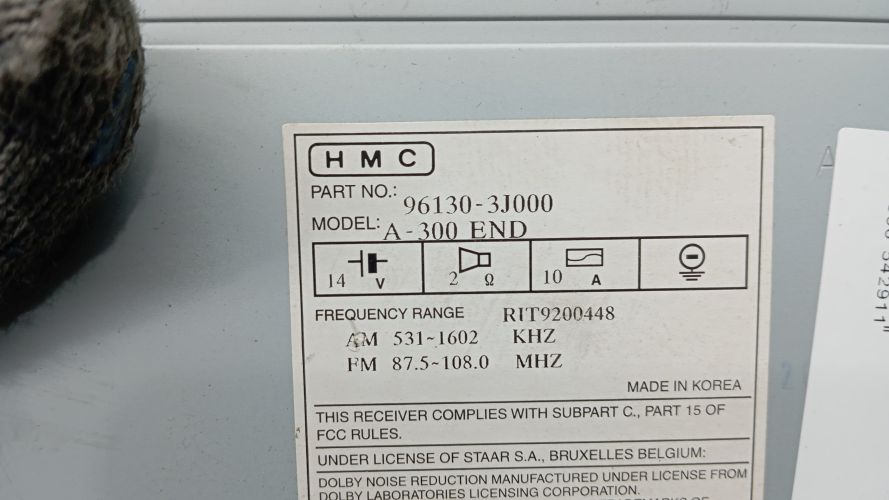 HMC
PART NO.: 96130-3J000
MODEL: A-300 END
14 V 2 Ω 10 A
FREQUENCY RANGE RIT9200448
AM 531~1602 KHZ
FM 87.5~108.0 MHZ
MADE IN KOREA
THIS RECEIVER COMPLIES WITH SUBPART C., PART 15 OF
FCC RULES.
UNDER LICENSE OF STAAR S.A., BRUXELLES BELGIUM:
DOLBY NOISE REDUCTION MANUFACTURED UNDER LICENSE FROM
DOLBY LABORATORIES LICENSING CORPORATION.